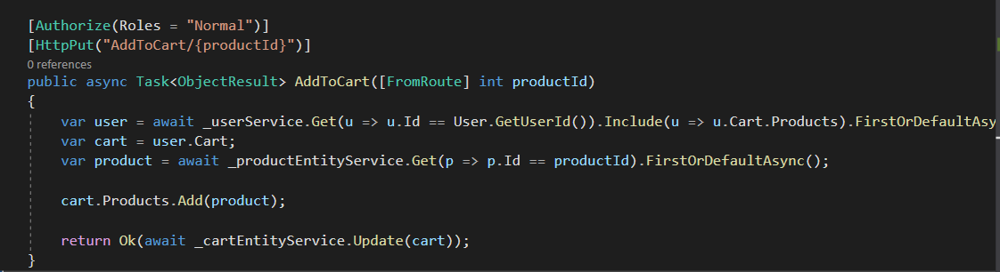 [Authorize(Roles = "Normal")]
[HttpPut("AddToCart/{productId}")]
0 references
public async Task<ObjectResult> AddToCart([FromRoute] int productId)
{
var user = await _userService.Get(u => u.Id == User.GetUserId()).Include(u => u.Cart.Products).FirstOrDefaultAsy
var cart = user.Cart;
var product = await _productEntityService.Get(p => p.Id == productId).FirstOrDefaultAsync();
cart.Products.Add(product);
return Ok(await _cartEntityService.Update(cart));
}